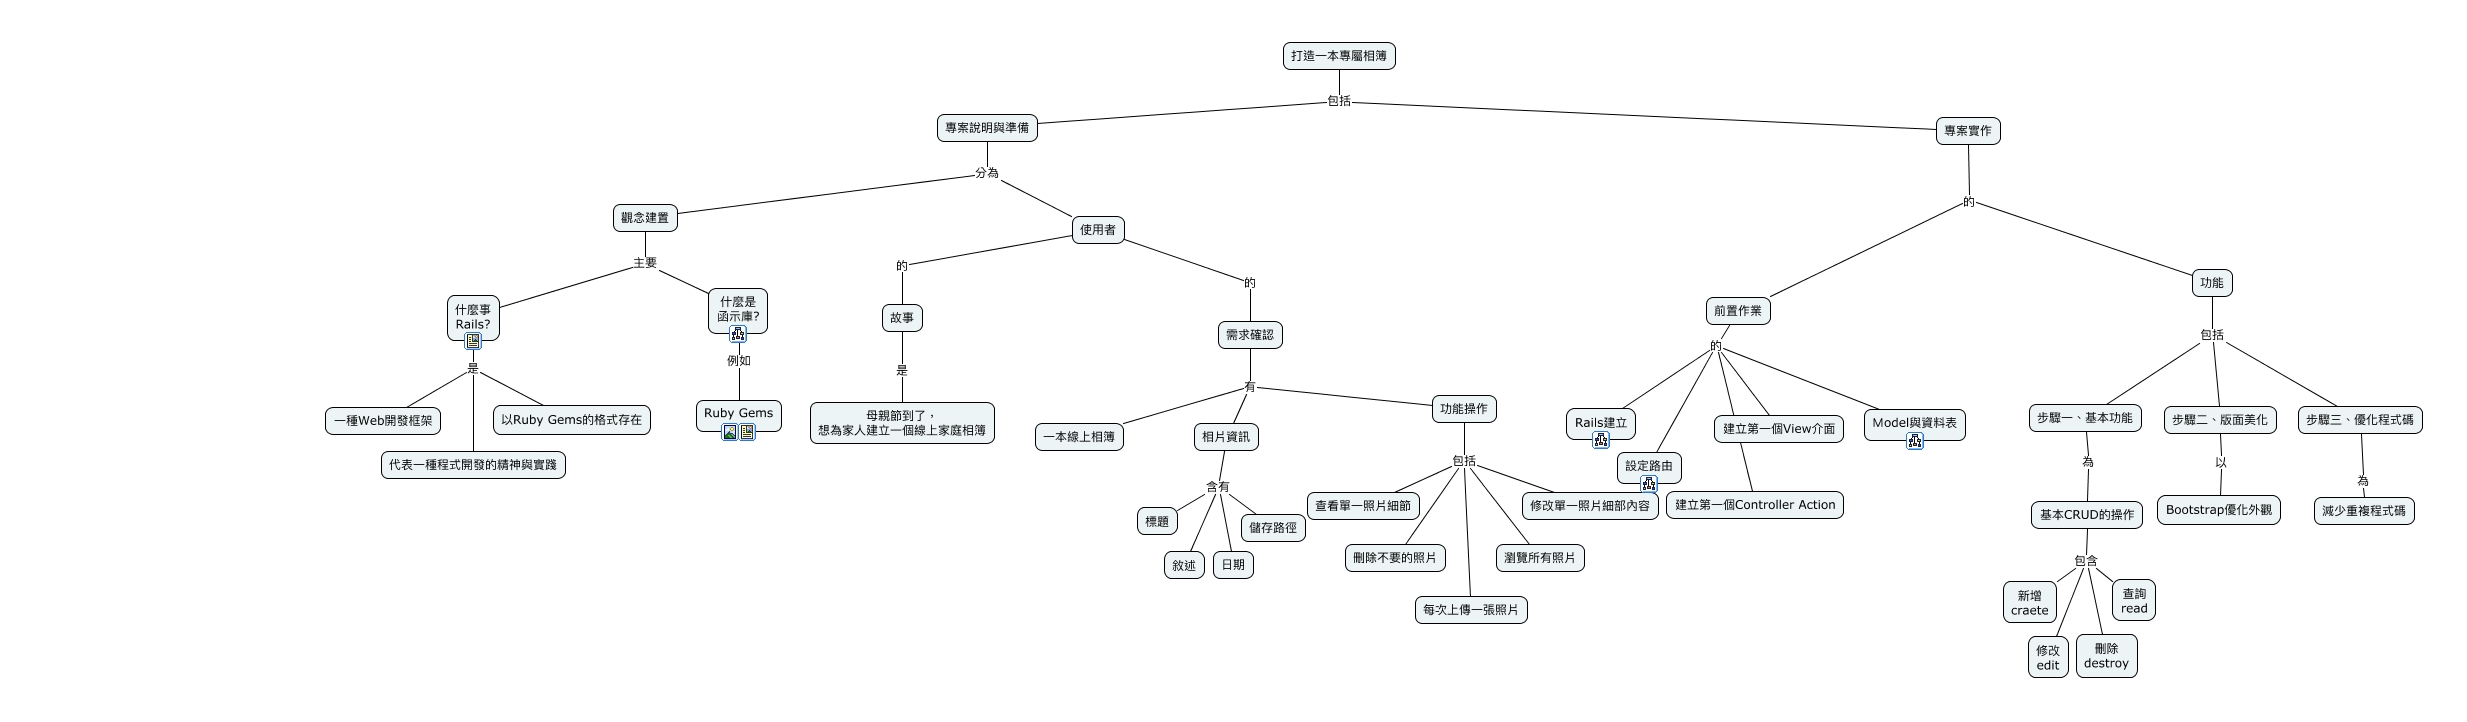 打造一本專屬相簿
包括
專案說明與準備
專案實作
分為
的
觀念建置
使用者
主要
的
的
功能
什麼事
Rails?
什麼是
函示庫?
故事
需求確認
前置作業
包括
是
例如
是
有
的
一種Web開發框架
以Ruby Gems的格式存在
代表一種程式開發的精神與實踐
Ruby Gems
母親節到了，
想為家人建立一個線上家庭相簿
一本線上相簿
相片資訊
功能操作
Rails建立
設定路由
建立第一個View介面
Model與資料表
建立第一個Controller Action
步驟一、基本功能
步驟二、版面美化
步驟三、優化程式碼
含有
包括
為
以
為
標題
敘述
日期
儲存路徑
查看單一照片細節
刪除不要的照片
每次上傳一張照片
瀏覽所有照片
修改單一照片細部內容
基本CRUD的操作
Bootstrap優化外觀
減少重複程式碼
包含
新增
craete
修改
edit
刪除
destroy
查詢
read